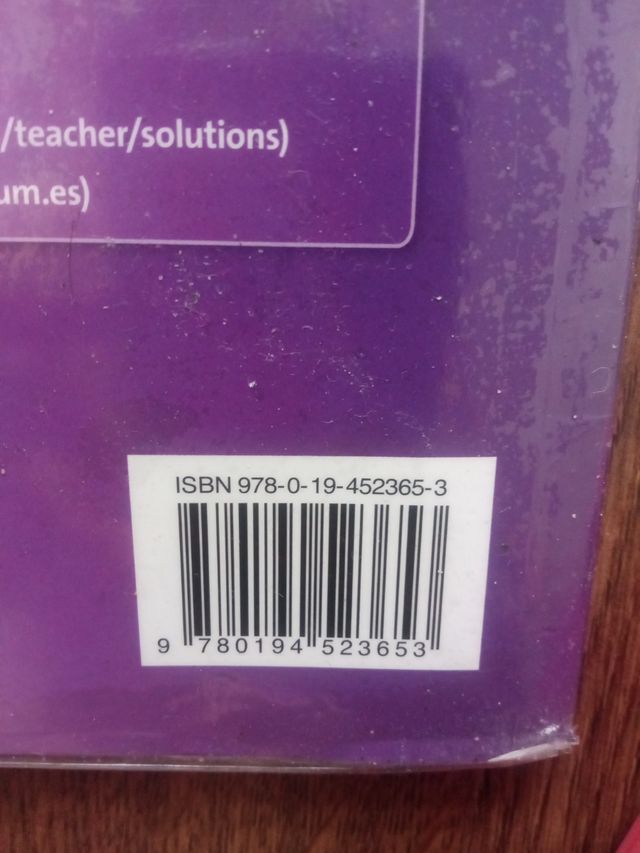 /teacher/solutions)
um.es)
ISBN 978-0-19-452365-3
9 780194 523653